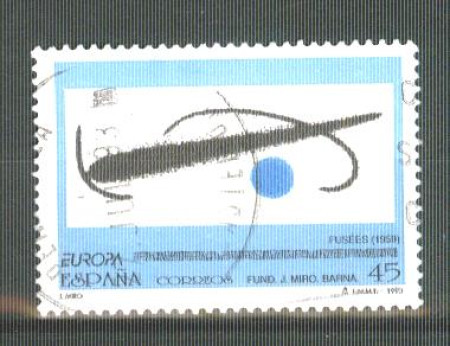 FUSÉES (1959)
EUROPA
ESPAÑA CORREOS FUND. J. MIRO. BARNA. 45
J. MIRO 1993